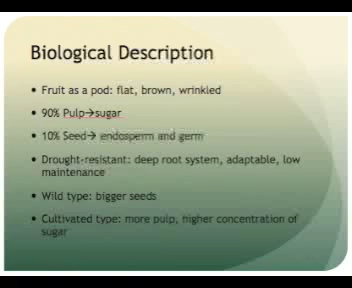 Biological Description
• Fruit as a pod: flat, brown, wrinkled
• 90% Pulp→sugar
• 10% Seed→ endosperm and germ
• Drought-resistant: deep root system, adaptable, low
maintenance
• Wild type: bigger seeds
• Cultivated type: more pulp, higher concentration of
sugar